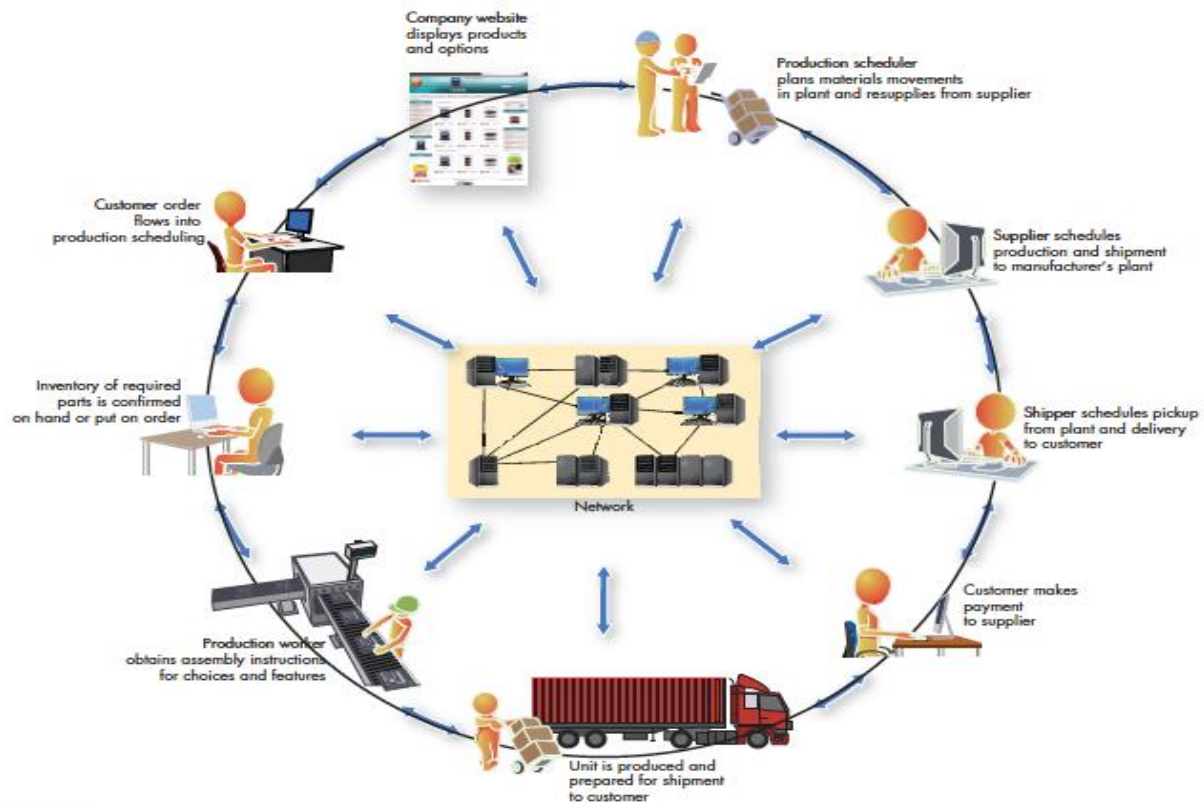 Company website
displays products
and options
Production scheduler
plans materials movements
in plant and resupplies from supplier
Customer order
flows into
production scheduling
Supplier schedules
production and shipment
to manufacturer's plant
Inventory of required
parts is confirmed
on hand or put on order
Shipper schedules pickup
from plant and delivery
to customer
Network
Customer makes
payment
to supplier
Production worker
obtains assembly instructions
for choices and features
Unit is produced and
prepared for shipment
to customer